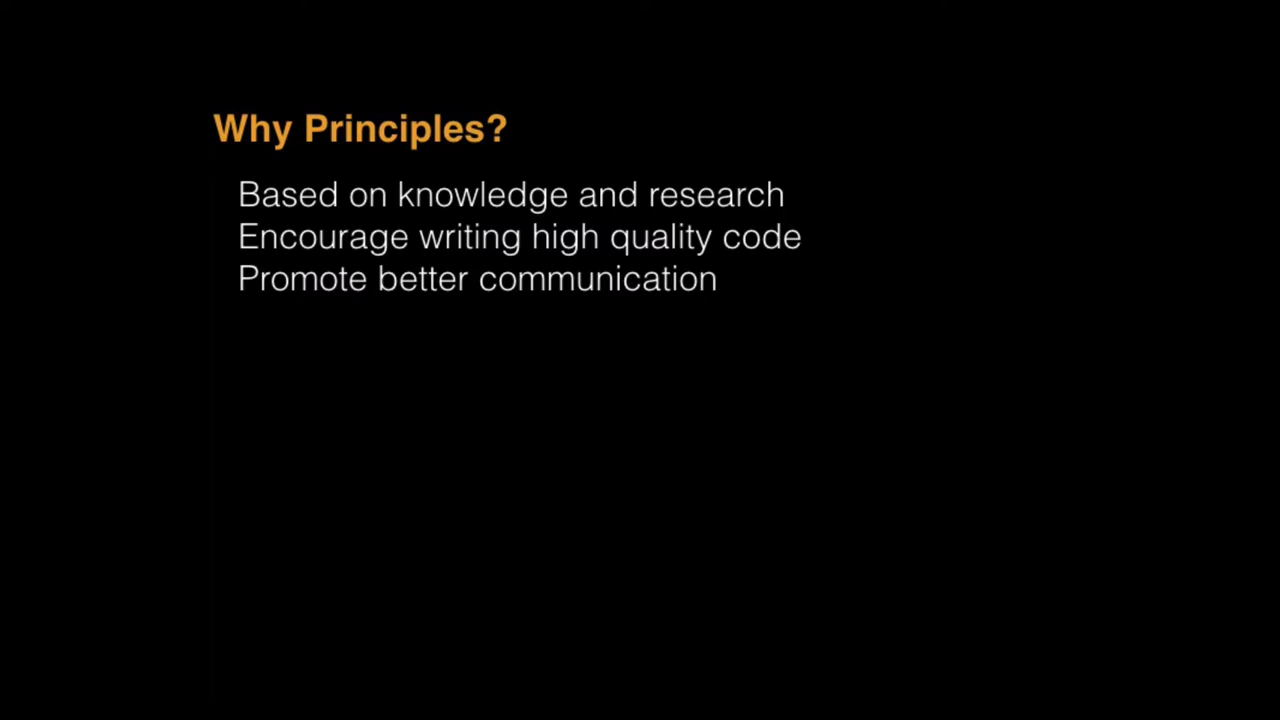 Why Principles?
Based on knowledge and research
Encourage writing high quality code
Promote better communication